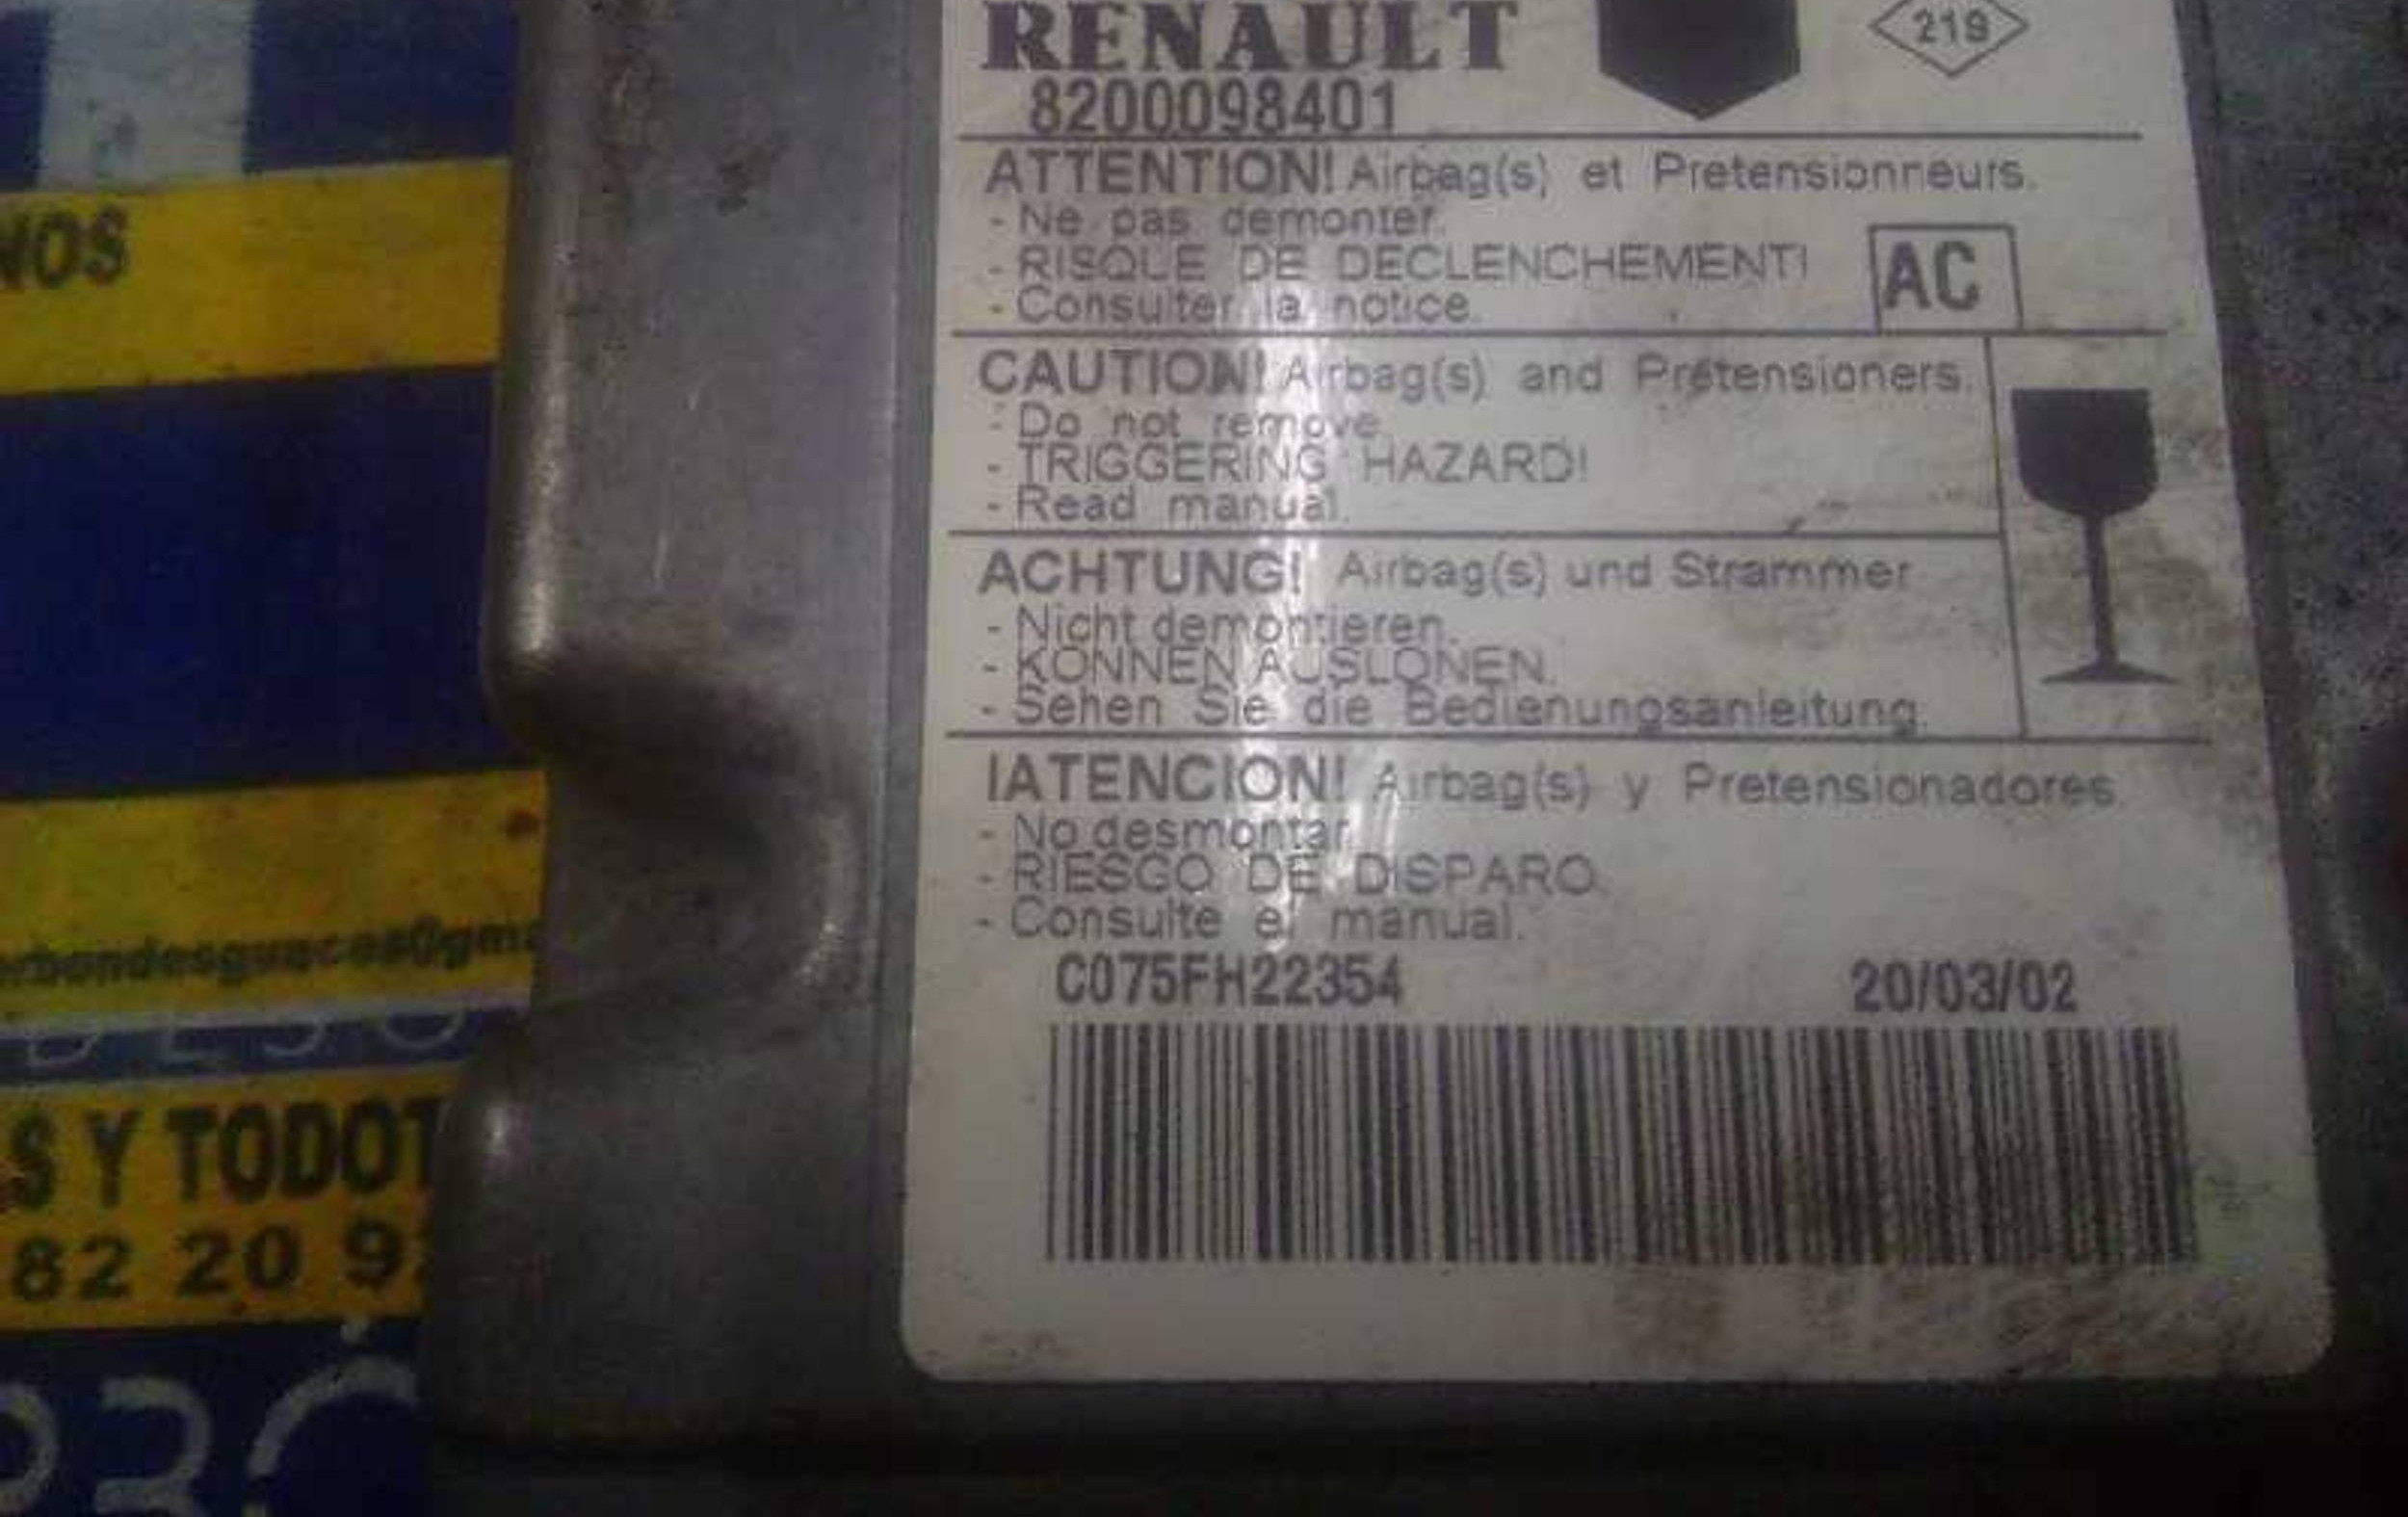 RENAULT
219
8200098401
ATTENTION! Airbag(s) et Pretensionneurs.
- Ne pas demonter.
- RISQUE DE DECLENCHEMENT!
- Consulter la notice.
AC
CAUTION! Airbag(s) and Pretensioners.
- Do not remove
- TRIGGERING HAZARD!
- Read manual.
ACHTUNG! Airbag(s) und Strammer
- Nicht demontieren.
- KONNEN AUSLONEN.
- Sehen Sie die Bedienungsanleitung.
!ATENCION! Airbag(s) y Pretensionadores
- No desmontar
- RIESGO DE DISPARO.
- Consulte el manual.
C075FH22354 20/03/02
NOS
S Y TODOT
82 20 9